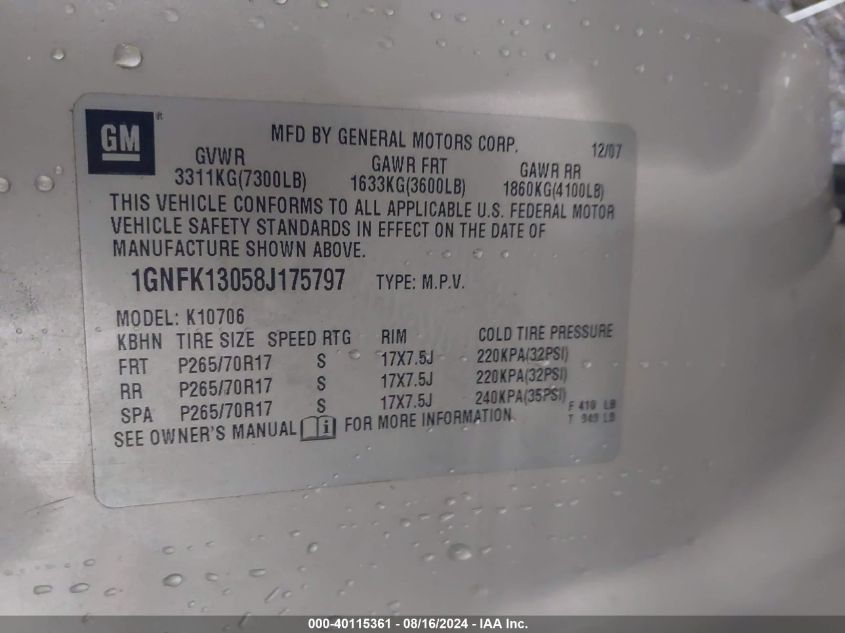 GM
MFD BY GENERAL MOTORS CORP. 12/07
GVWR GAWR FRT GAWR RR
3311KG(7300LB) 1633KG(3600LB) 1860KG(4100LB)
THIS VEHICLE CONFORMS TO ALL APPLICABLE U.S. FEDERAL MOTOR
VEHICLE SAFETY STANDARDS IN EFFECT ON THE DATE OF
MANUFACTURE SHOWN ABOVE.
1GNFK13058J175797 TYPE: M.P.V.
MODEL: K10706
KBHN TIRE SIZE SPEED RTG RIM COLD TIRE PRESSURE
FRT P265/70R17 S 17X7.5J 220KPA(32PSI)
RR P265/70R17 S 17X7.5J 220KPA(32PSI)
SPA P265/70R17 S 17X7.5J 240KPA(35PSI)
F 410 LB
T 949 LB
SEE OWNER'S MANUAL i FOR MORE INFORMATION
000-40115361 - 08/16/2024 - IAA Inc.